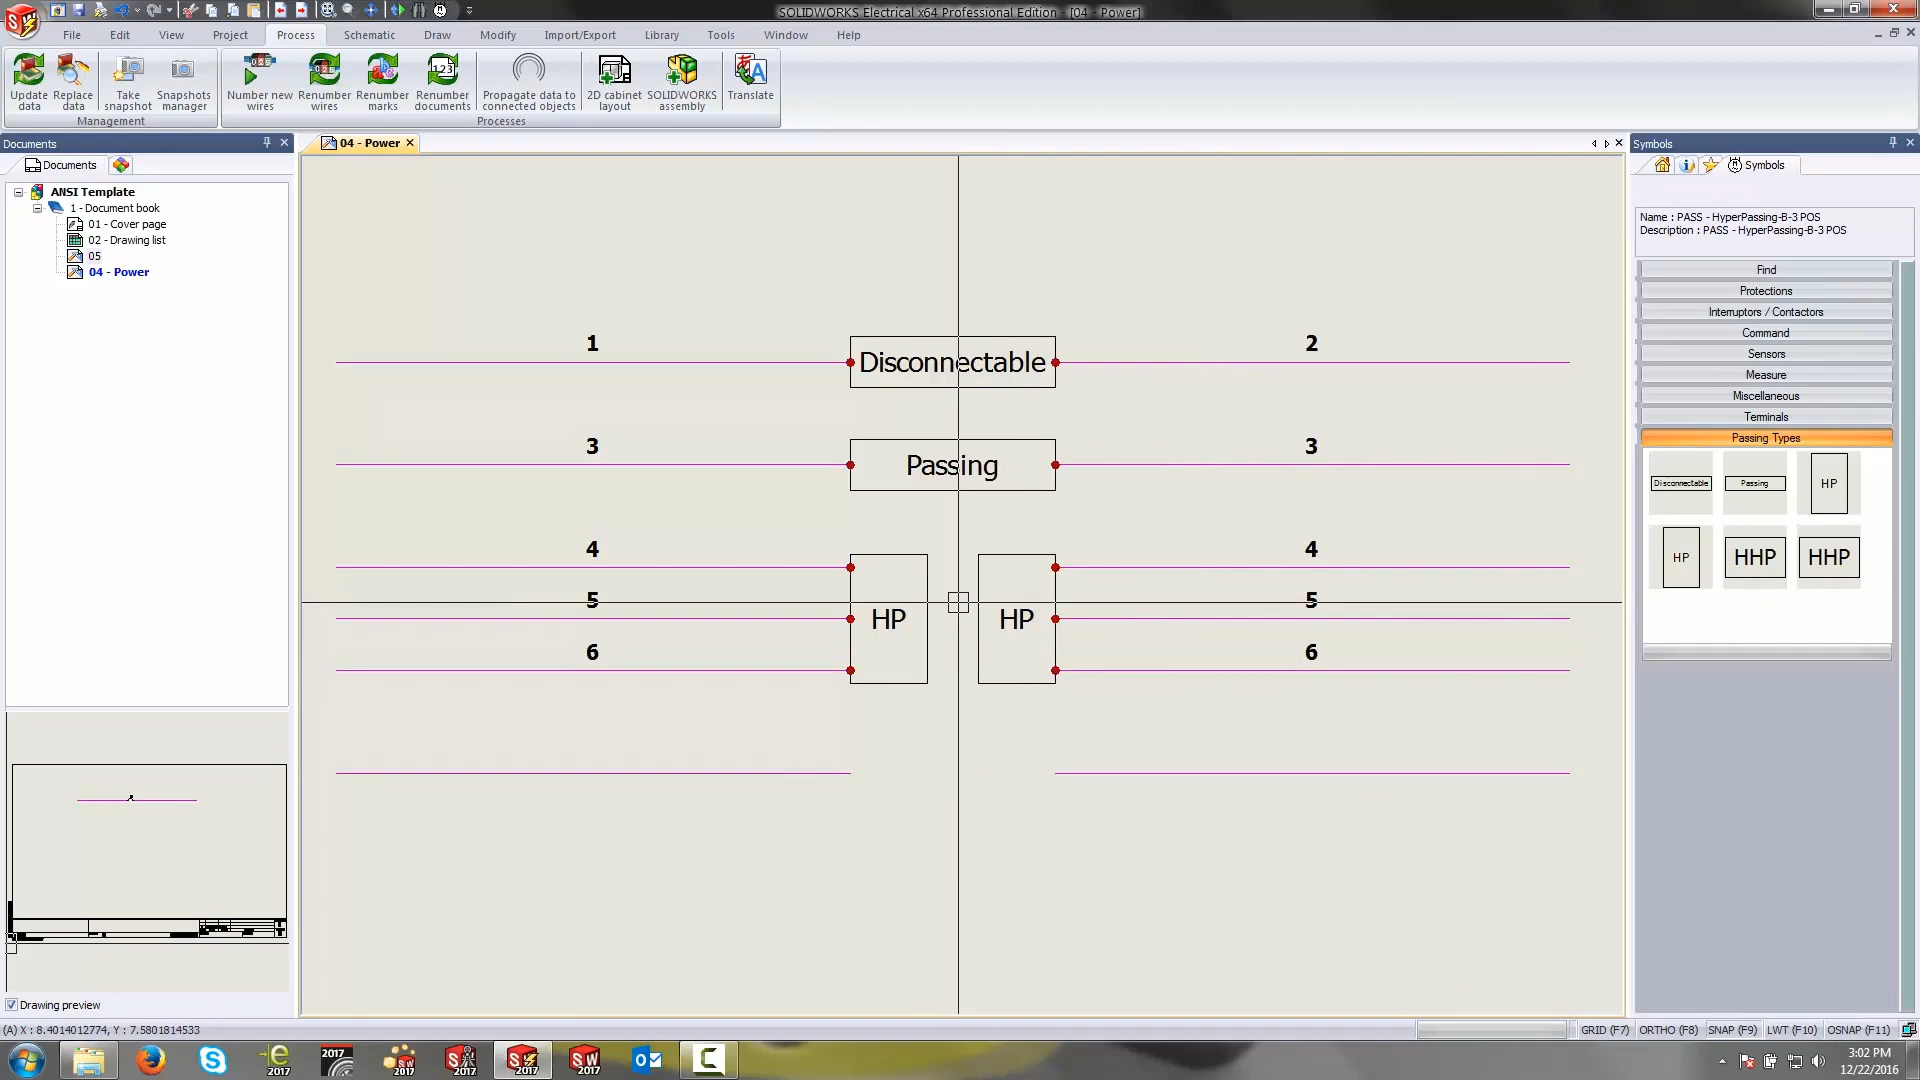 SOLIDWORKS Electrical x64 Professional Edition - [04 - Power]
File Edit View Project Process Schematic Draw Modify Import/Export Library Tools Window Help
Update data
Replace data
Take snapshot
Snapshots manager
Number new wires
Renumber wires
Renumber marks
Renumber documents
Propagate data to connected objects
2D cabinet layout
SOLIDWORKS assembly
Translate
Management
Processes
Documents
Documents
ANSI Template
1 - Document book
01 - Cover page
02 - Drawing list
05
04 - Power
Drawing preview
04 - Power
1 Disconnectable 2
3 Passing 3
4 4
5 HP HP 5
6 6
Symbols
Symbols
Name : PASS - HyperPassing-B-3 POS
Description : PASS - HyperPassing-B-3 POS
Find
Protections
Interruptors / Contactors
Command
Sensors
Measure
Miscellaneous
Terminals
Passing Types
Disconnectable Passing HP
HP HHP HHP
(A) X : 8.4014012774, Y : 7.5801814533
GRID (F7) ORTHO (F8) SNAP (F9) LWT (F10) OSNAP (F11)
2017 2017 2017 2017 2017 2017
3:02 PM
12/22/2016